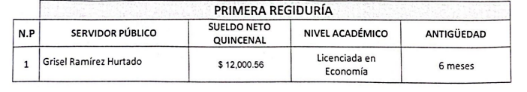 PRIMERA REGIDURÍA
N.P SERVIDOR PÚBLICO SUELDO NETO QUINCENAL NIVEL ACADÉMICO ANTIGÜEDAD
1 Grisel Ramírez Hurtado $ 12,000.56 Licenciada en Economía 6 meses